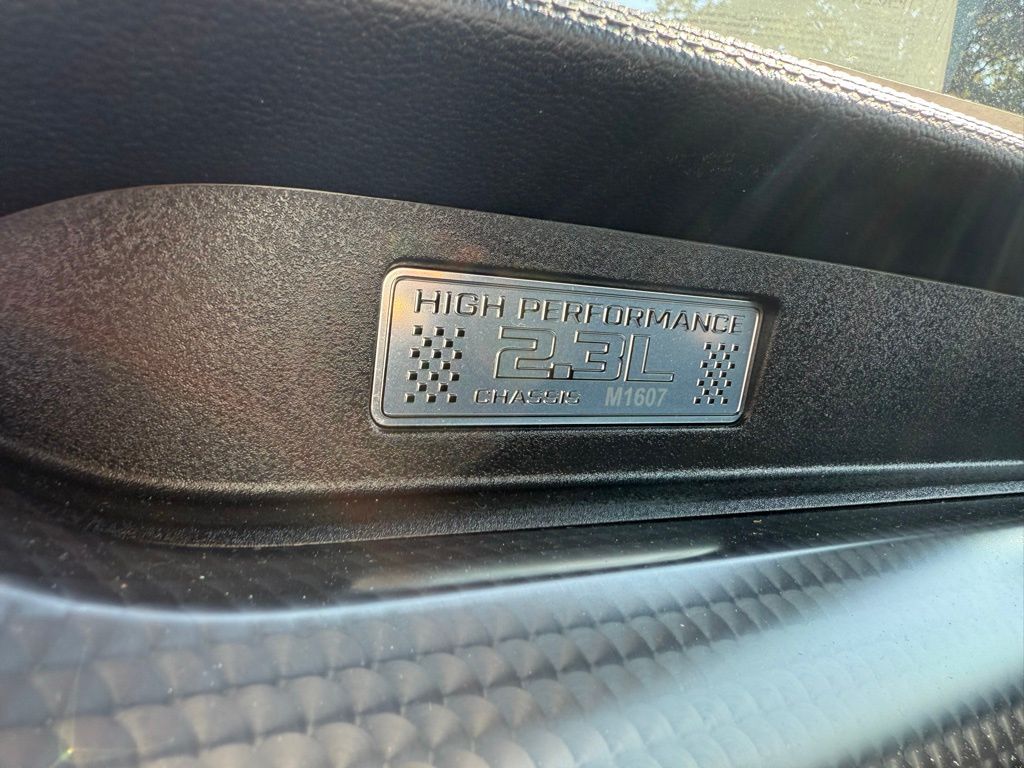 HIGH PERFORMANCE
2.3L
CHASSIS M1607